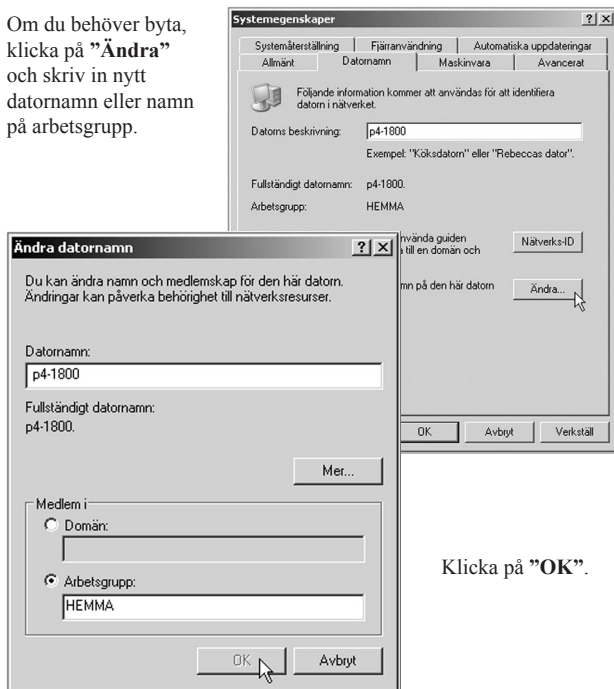 Om du behöver byta,
klicka på ”Ändra”
och skriv in nytt
datornamn eller namn
på arbetsgrupp.
Systemegenskaper
Systemåterställning Fjärranvändning Automatiska uppdateringar
Allmänt Datornamn Maskinvara Avancerat
Följande information kommer att användas för att identifiera
datorn i nätverket.
Datorns beskrivning: p4-1800
Exempel: "Köksdatorn" eller "Rebeccas dator".
Fullständigt datornamn: p4-1800.
Arbetsgrupp: HEMMA
använda guiden
till en domän och
Nätverks-ID
på den här datorn
Ändra...
OK Avbryt Verkställ
Ändra datornamn
Du kan ändra namn och medlemskap för den här datorn.
Ändringar kan påverka behörighet till nätverksresurser.
Datornamn:
p4-1800
Fullständigt datornamn:
p4-1800.
Mer...
Medlem i
Domän:
Arbetsgrupp:
HEMMA
OK Avbryt
Klicka på ”OK”.